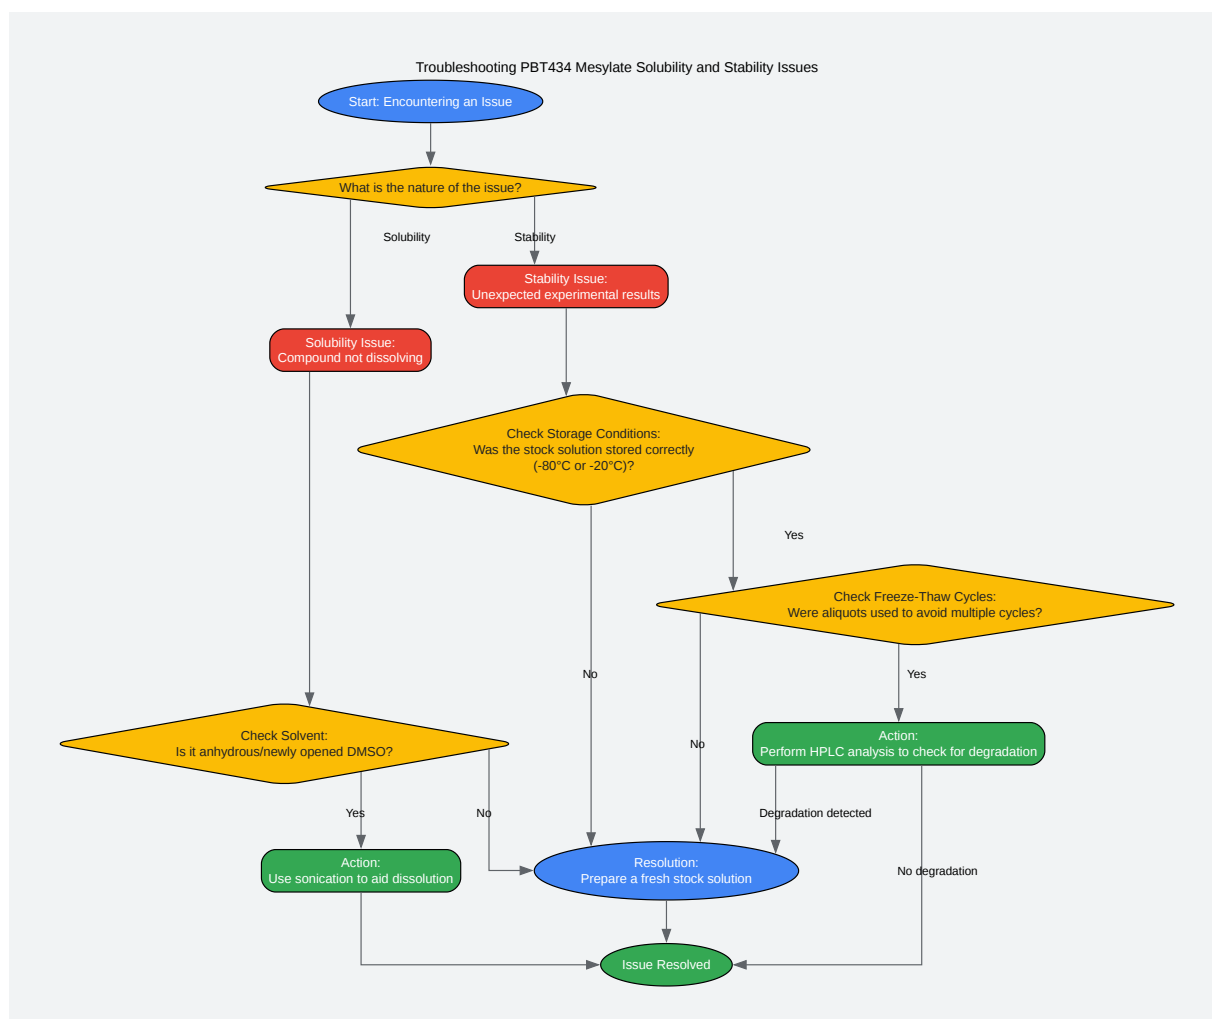 Troubleshooting PBT434 Mesylate Solubility and Stability Issues
Start: Encountering an Issue
What is the nature of the issue?
Solubility
Stability
Stability Issue:
Unexpected experimental results
Solubility Issue:
Compound not dissolving
Check Storage Conditions:
Was the stock solution stored correctly
(-80°C or -20°C)?
Yes
Check Freeze-Thaw Cycles:
Were aliquots used to avoid multiple cycles?
No
Yes
Check Solvent:
Is it anhydrous/newly opened DMSO?
No
Action:
Perform HPLC analysis to check for degradation
Yes
No
Degradation detected
Action:
Use sonication to aid dissolution
Resolution:
Prepare a fresh stock solution
No degradation
Issue Resolved